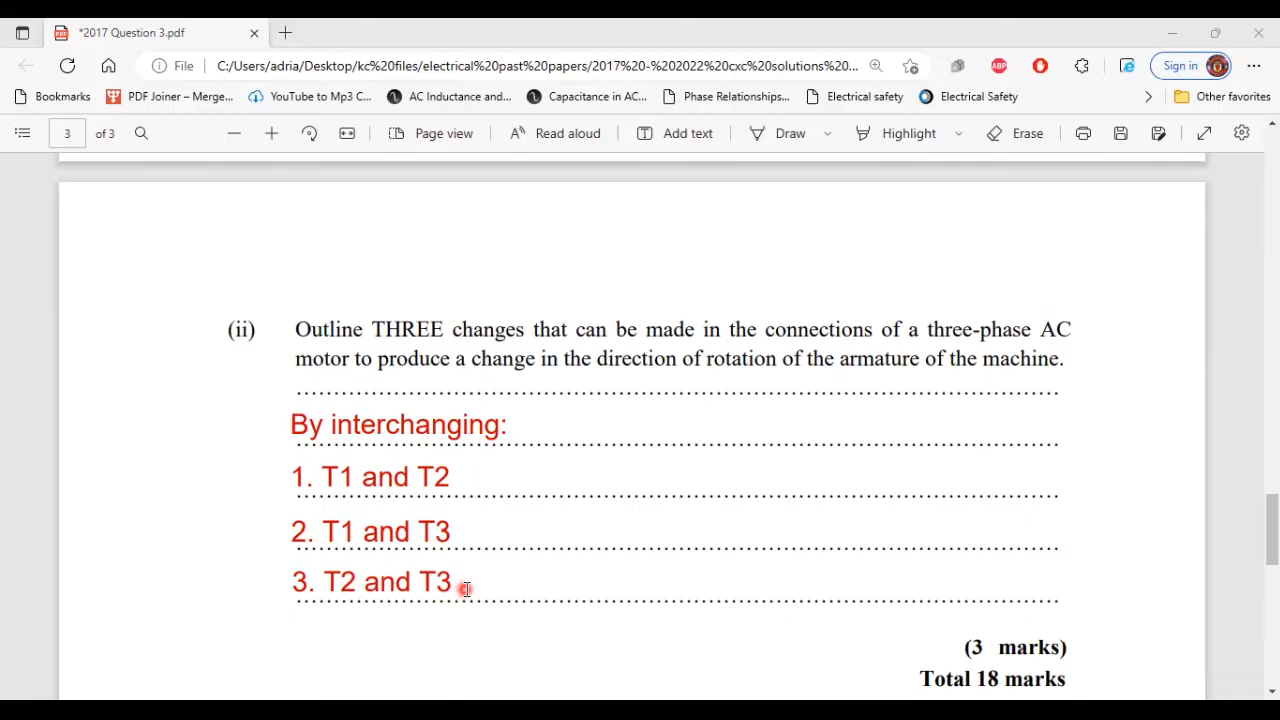 *2017 Question 3.pdf
File
C:/Users/adria/Desktop/kc%20files/electrical%20past%20papers/2017%20-%202022%20cxc%20solutions%20...
ABP
Sign in
Bookmarks
PDF Joiner – Merge...
YouTube to Mp3 C...
AC Inductance and...
Capacitance in AC...
Phase Relationships...
Electrical safety
Electrical Safety
Other favorites
3 of 3
Page view
Read aloud
Add text
Draw
Highlight
Erase
(ii) Outline THREE changes that can be made in the connections of a three-phase AC
motor to produce a change in the direction of rotation of the armature of the machine.
By interchanging:
1. T1 and T2
2. T1 and T3
3. T2 and T3
(3 marks)
Total 18 marks